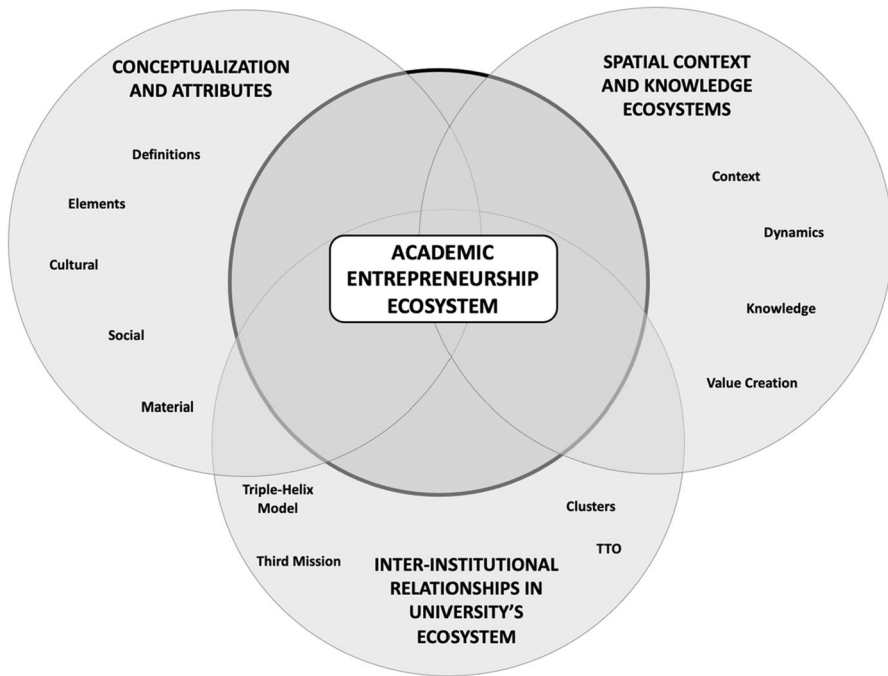 CONCEPTUALIZATION
AND ATTRIBUTES
Definitions
Elements
Cultural
Social
Material
SPATIAL CONTEXT
AND KNOWLEDGE
ECOSYSTEMS
Context
Dynamics
Knowledge
Value Creation
ACADEMIC
ENTREPRENEURSHIP
ECOSYSTEM
Triple-Helix
Model
Third Mission
Clusters
TTO
INTER-INSTITUTIONAL
RELATIONSHIPS IN
UNIVERSITY'S
ECOSYSTEM